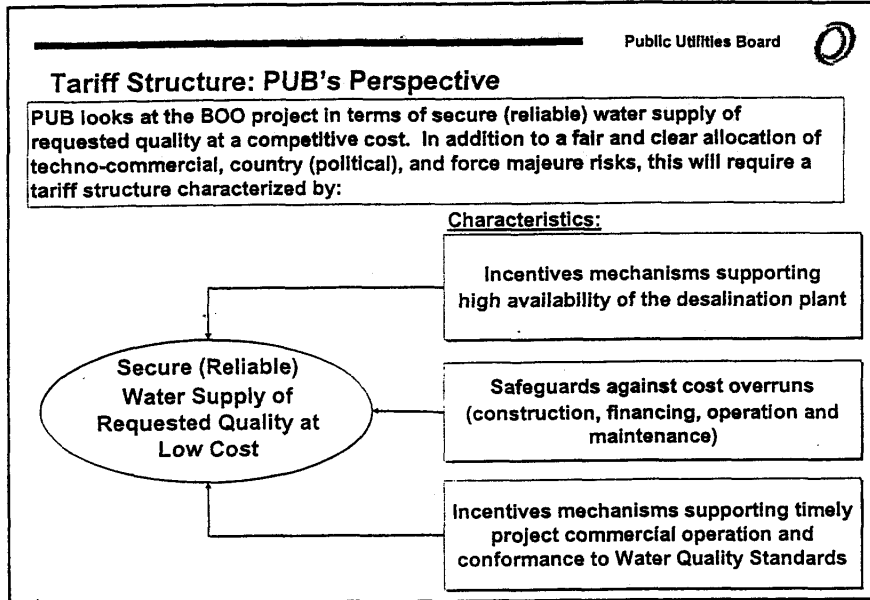 Public Utilities Board
Tariff Structure: PUB's Perspective
PUB looks at the BOO project in terms of secure (reliable) water supply of
requested quality at a competitive cost. In addition to a fair and clear allocation of
techno-commercial, country (political), and force majeure risks, this will require a
tariff structure characterized by:
Characteristics:
Incentives mechanisms supporting
high availability of the desalination plant
Secure (Reliable)
Water Supply of
Requested Quality at
Low Cost
Safeguards against cost overruns
(construction, financing, operation and
maintenance)
Incentives mechanisms supporting timely
project commercial operation and
conformance to Water Quality Standards